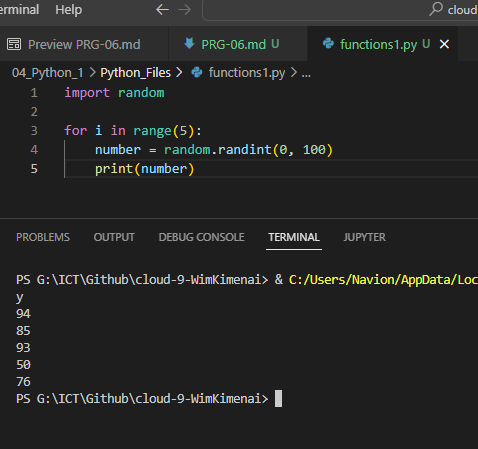 erminal Help cloud
Preview PRG-06.md PRG-06.md U functions1.py U
04_Python_1 > Python_Files > functions1.py > ...
1 import random
2
3 for i in range(5):
4     number = random.randint(0, 100)
5     print(number)
PROBLEMS OUTPUT DEBUG CONSOLE TERMINAL JUPYTER
PS G:\ICT\Github\cloud-9-WimKimenai> & C:/Users/Navion/AppData/Loc
y
94
85
93
50
76
PS G:\ICT\Github\cloud-9-WimKimenai>